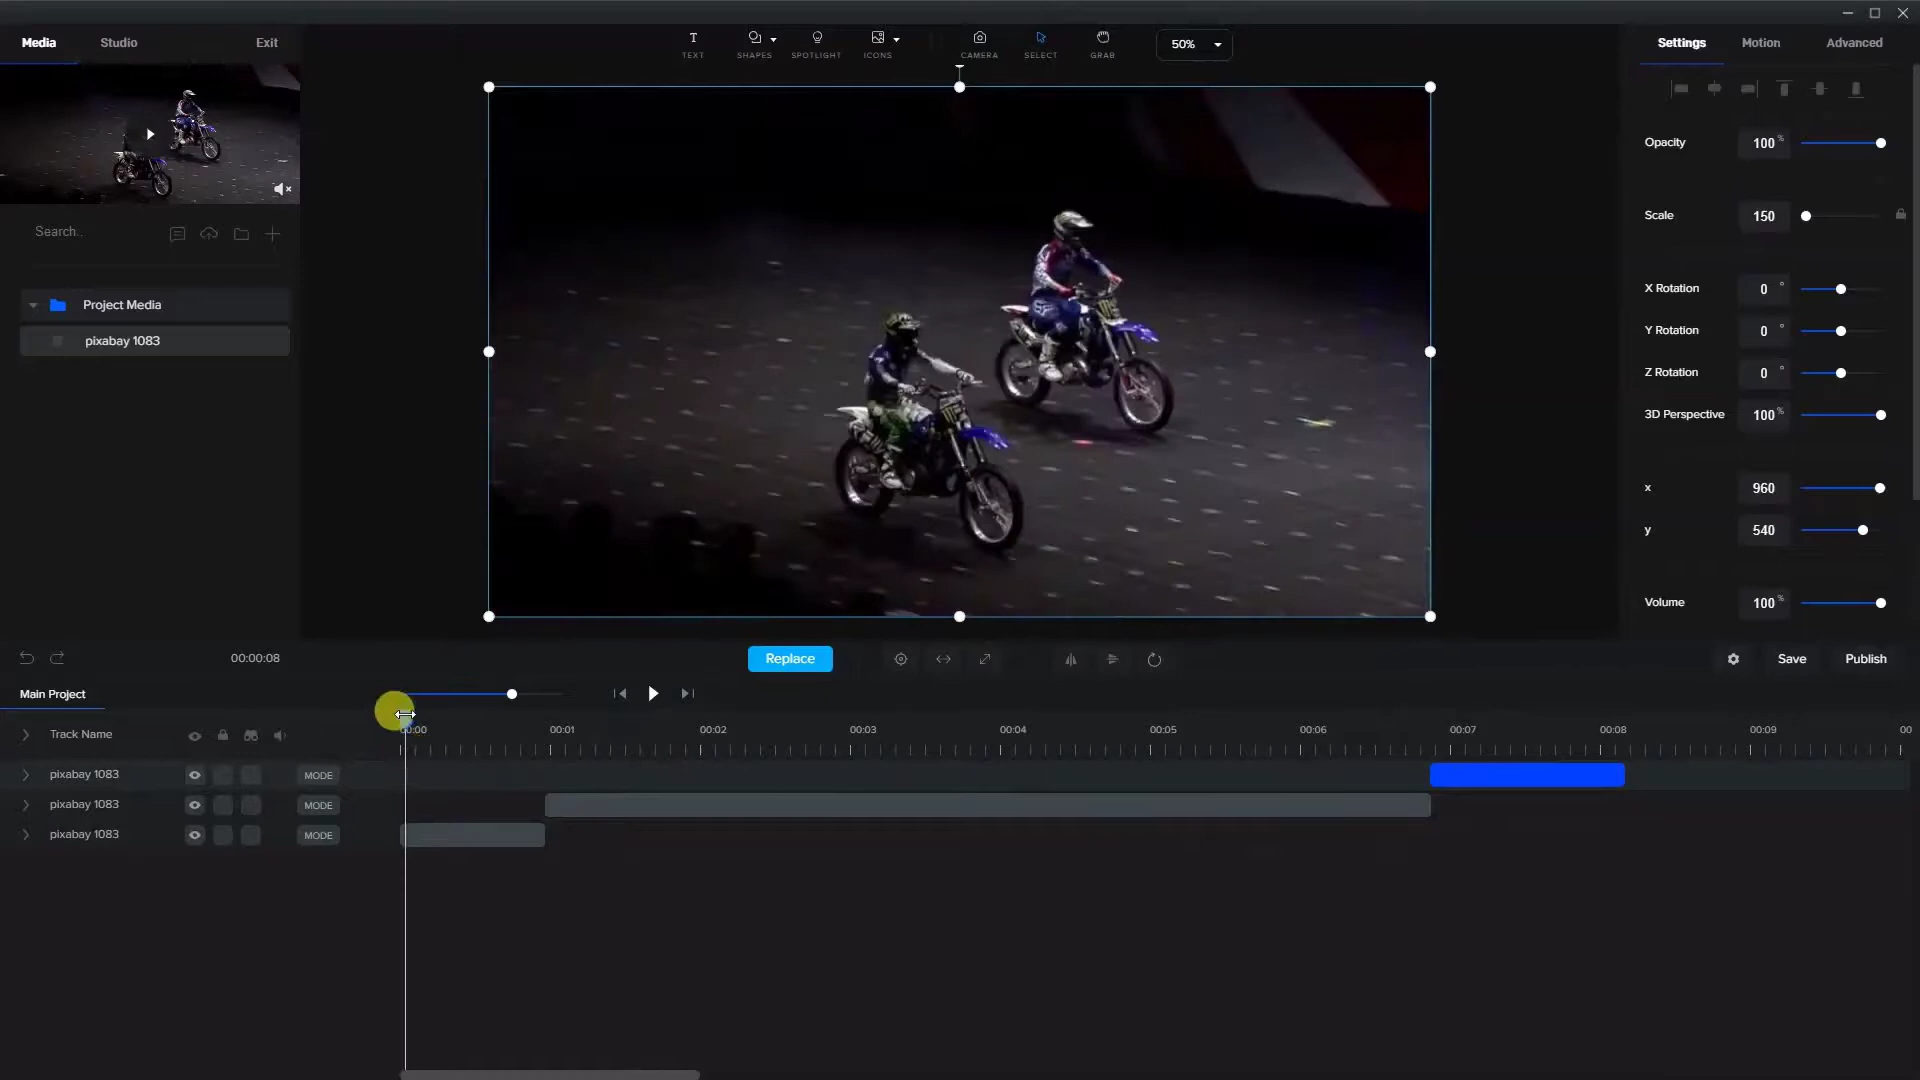 Media Studio Exit
TEXT SHAPES SPOTLIGHT ICONS CAMERA SELECT GRAB 50%
Settings Motion Advanced
Opacity 100 %
Scale 150
X Rotation 0 °
Y Rotation 0 °
Z Rotation 0 °
3D Perspective 100 %
x 960
y 540
Volume 100 %
Search..
Project Media
pixabay 1083
00:00:08
Replace
Save Publish
Main Project
Track Name
00:00 00:01 00:02 00:03 00:04 00:05 00:06 00:07 00:08 00:09 00
pixabay 1083 MODE
pixabay 1083 MODE
pixabay 1083 MODE